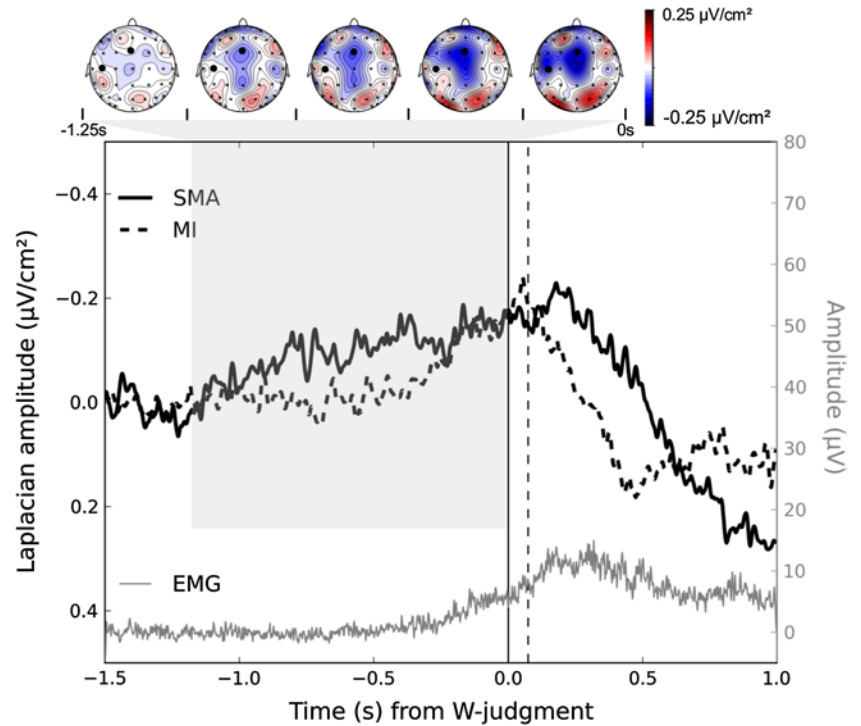 0.25 µV/cm²
-0.25 µV/cm²
-1.25s
0s
SMA
MI
EMG
−0.4
−0.2
0.0
0.2
0.4
Laplacian amplitude (µV/cm²)
80
70
60
50
40
30
20
10
0
Amplitude (µV)
−1.5
−1.0
−0.5
0.0
0.5
1.0
Time (s) from W-judgment